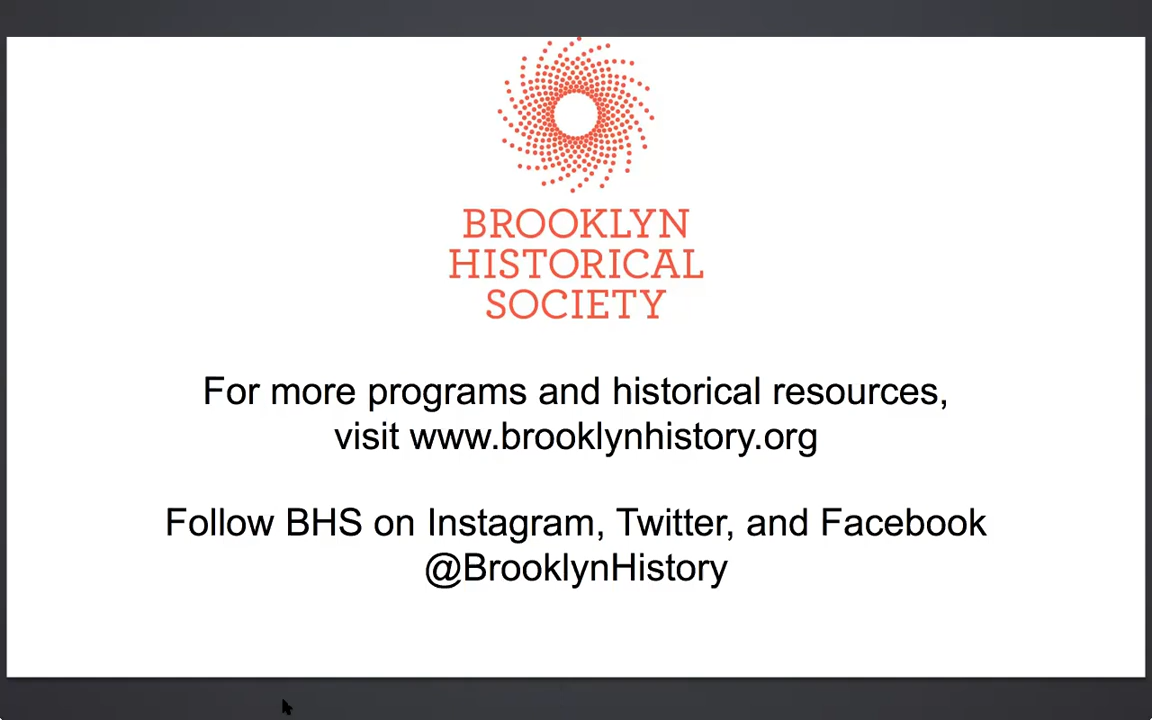 BROOKLYN
HISTORICAL
SOCIETY
For more programs and historical resources,
visit www.brooklynhistory.org
Follow BHS on Instagram, Twitter, and Facebook
@BrooklynHistory